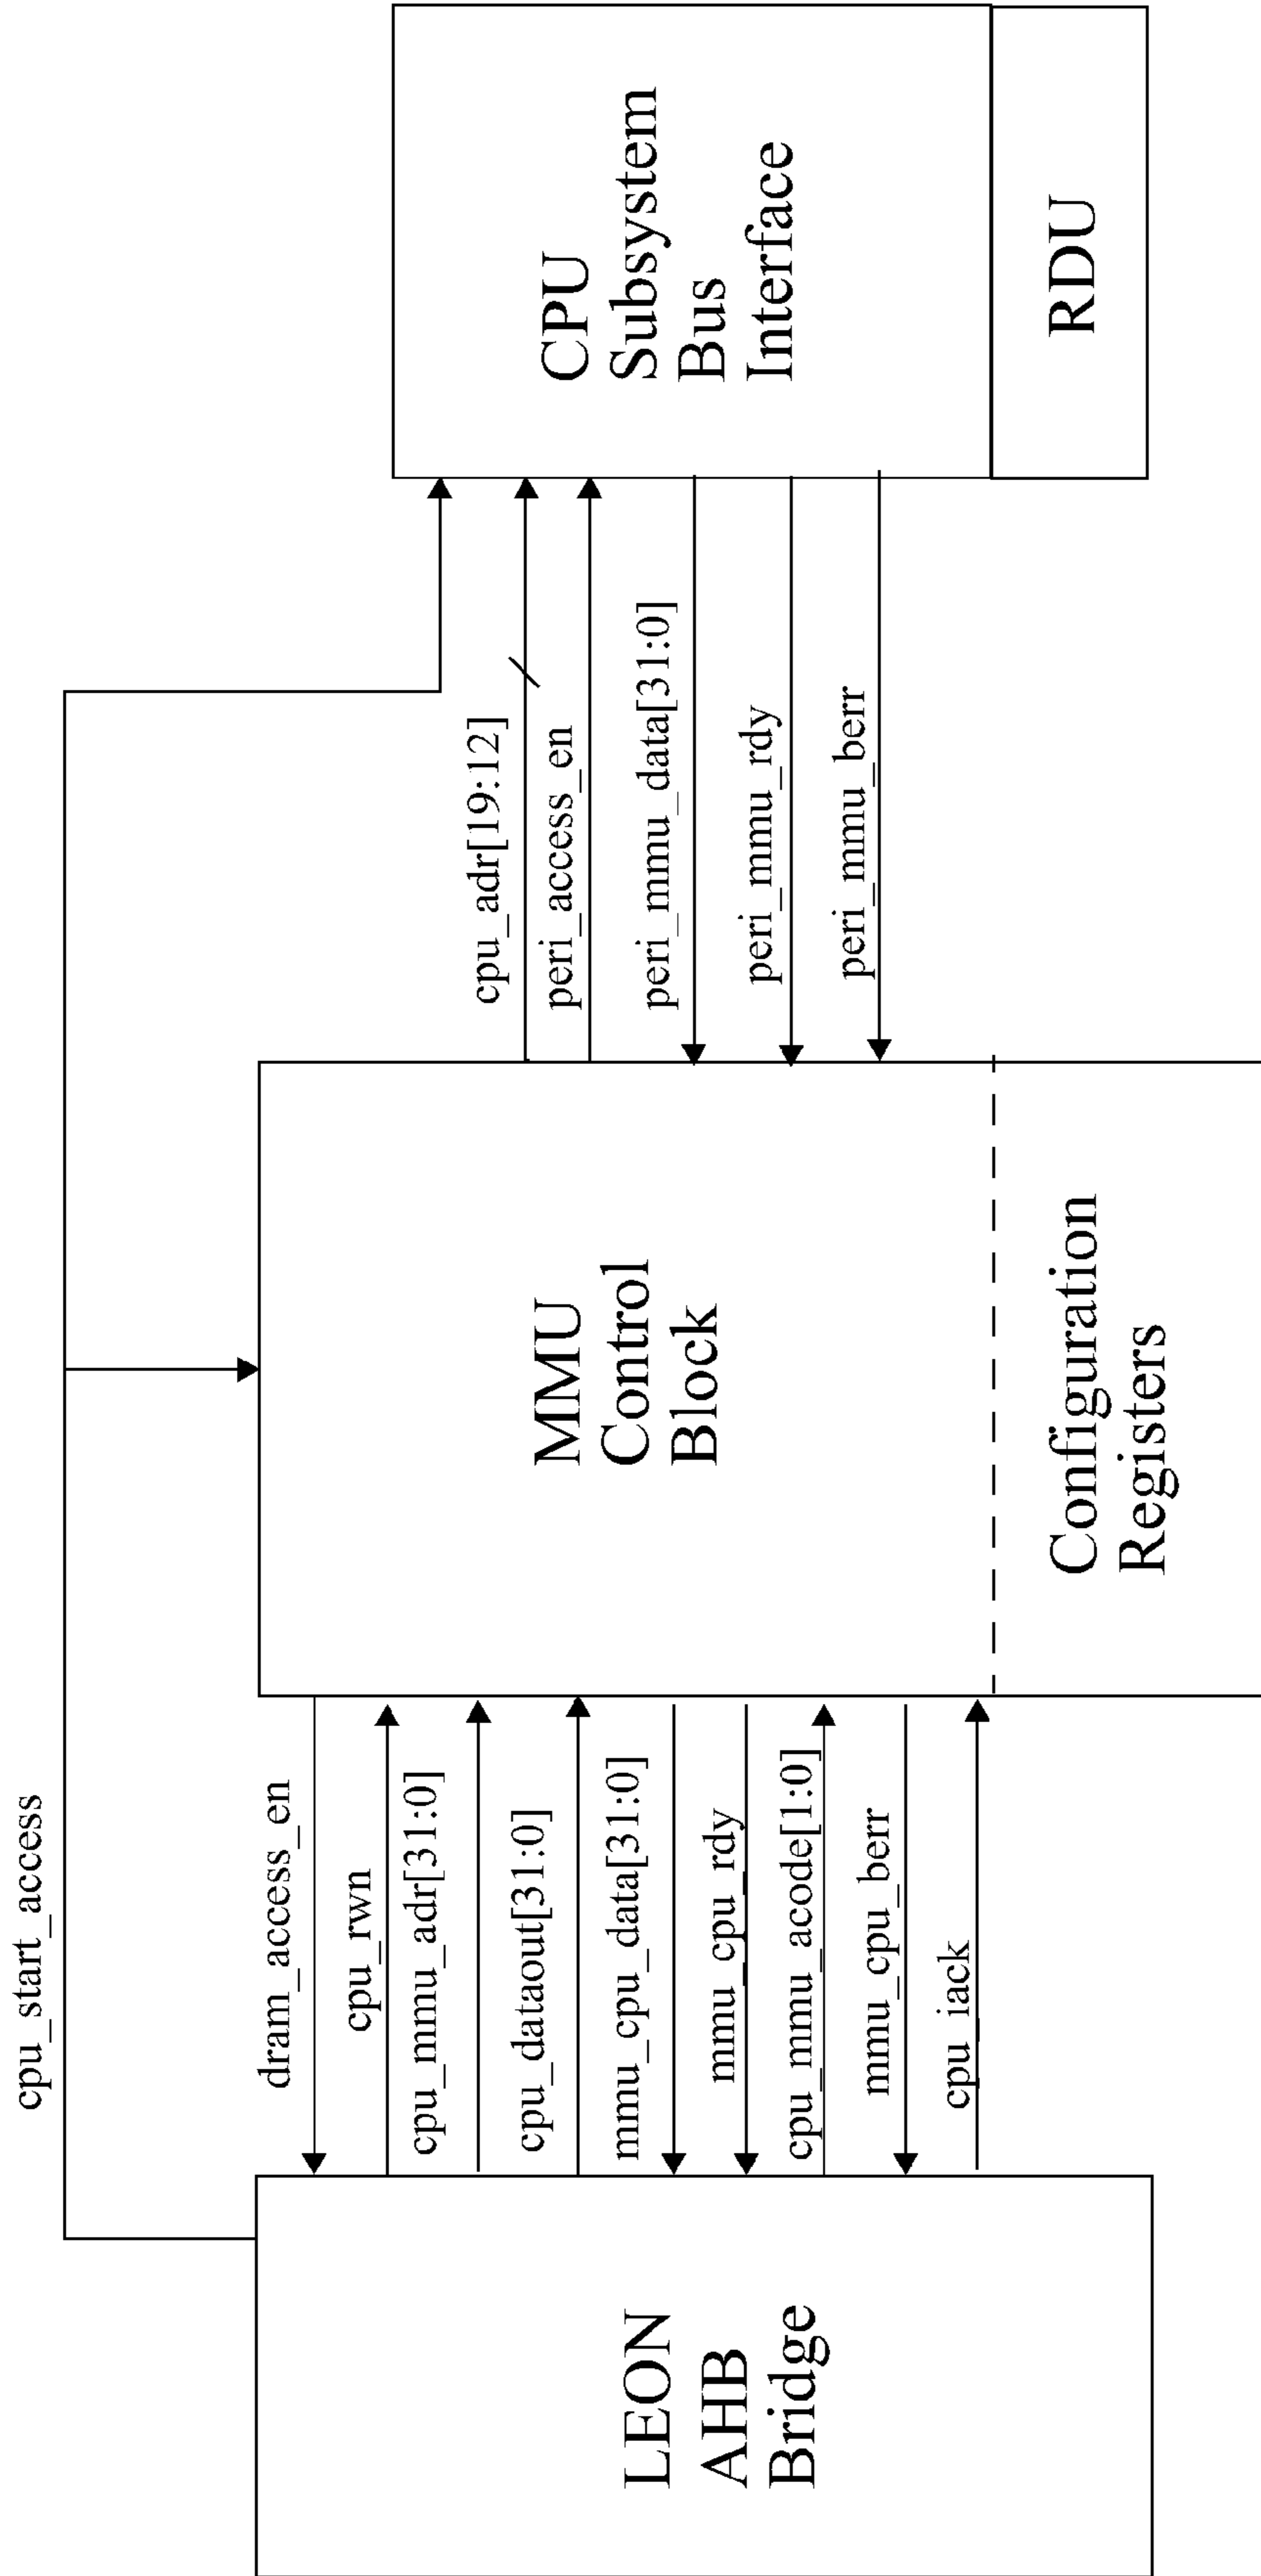 cpu_start_access
LEON
AHB
Bridge
dram_access_en
cpu_rwn
cpu_mmu_adr[31:0]
cpu_dataout[31:0]
mmu_cpu_data[31:0]
mmu_cpu_rdy
cpu_mmu_acode[1:0]
mmu_cpu_berr
cpu_iack
MMU
Control
Block
Configuration
Registers
cpu_adr[19:12]
peri_access_en
peri_mmu_data[31:0]
peri_mmu_rdy
peri_mmu_berr
CPU
Subsystem
Bus
Interface
RDU